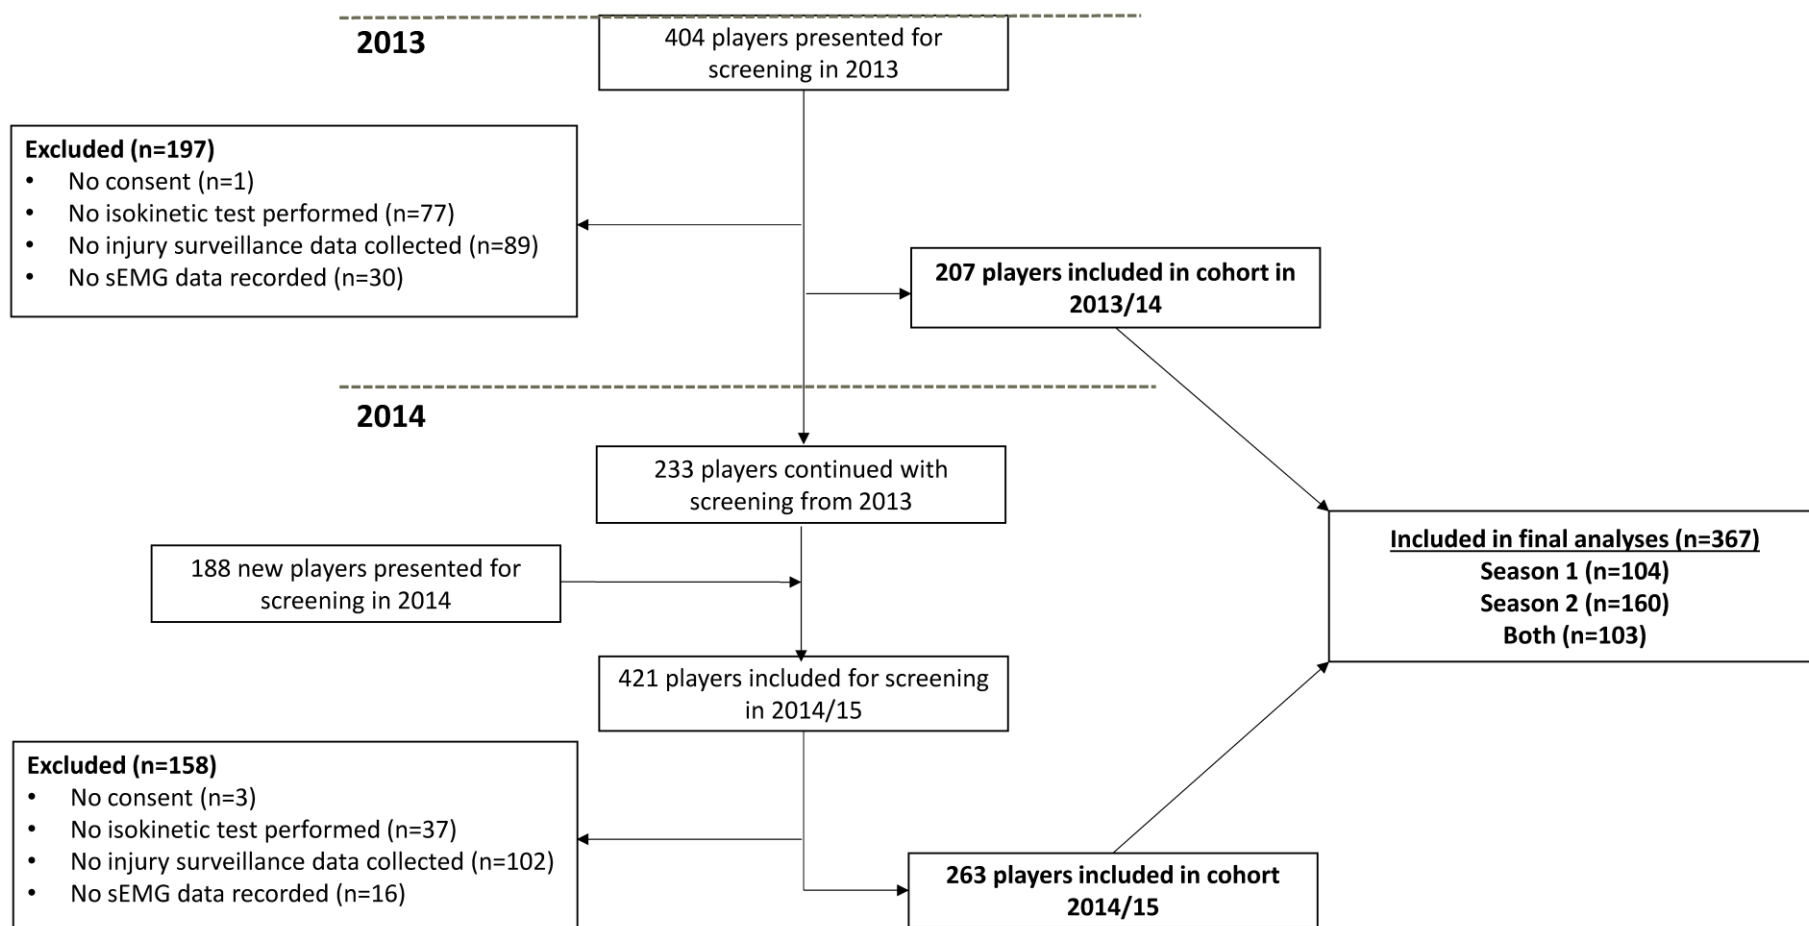 2013
404 players presented for
screening in 2013
Excluded (n=197)
• No consent (n=1)
• No isokinetic test performed (n=77)
• No injury surveillance data collected (n=89)
• No sEMG data recorded (n=30)
207 players included in cohort in
2013/14
2014
233 players continued with
screening from 2013
188 new players presented for
screening in 2014
421 players included for screening
in 2014/15
Excluded (n=158)
• No consent (n=3)
• No isokinetic test performed (n=37)
• No injury surveillance data collected (n=102)
• No sEMG data recorded (n=16)
263 players included in cohort
2014/15
Included in final analyses (n=367)
Season 1 (n=104)
Season 2 (n=160)
Both (n=103)